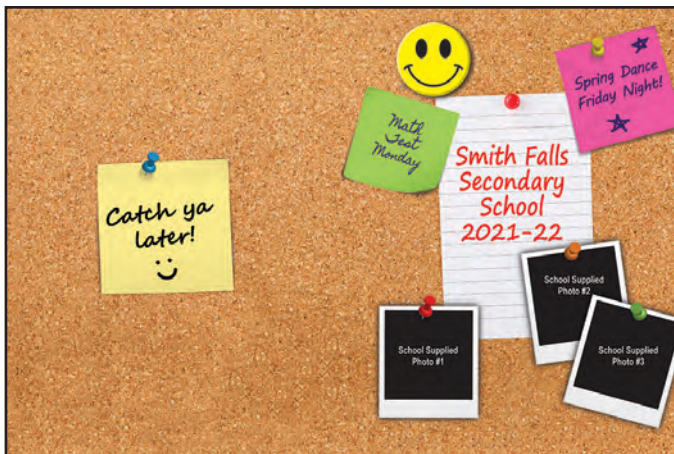 Catch ya
later!
Math
Test
Monday
Spring Dance
Friday Night!
Smith Falls
Secondary
School
2021-22
School Supplied
Photo #1
School Supplied
Photo #2
School Supplied
Photo #3